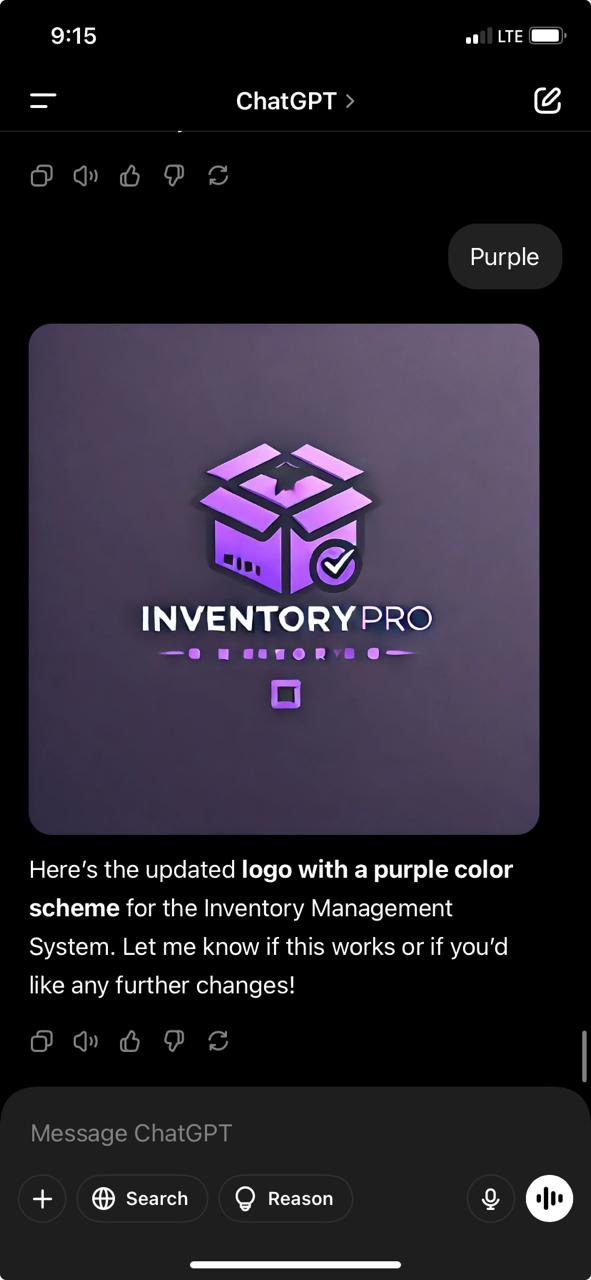 9:15
LTE
ChatGPT
Purple
INVENTORYPRO
Here's the updated logo with a purple color
scheme for the Inventory Management
System. Let me know if this works or if you'd
like any further changes!
Message ChatGPT
Search
Reason